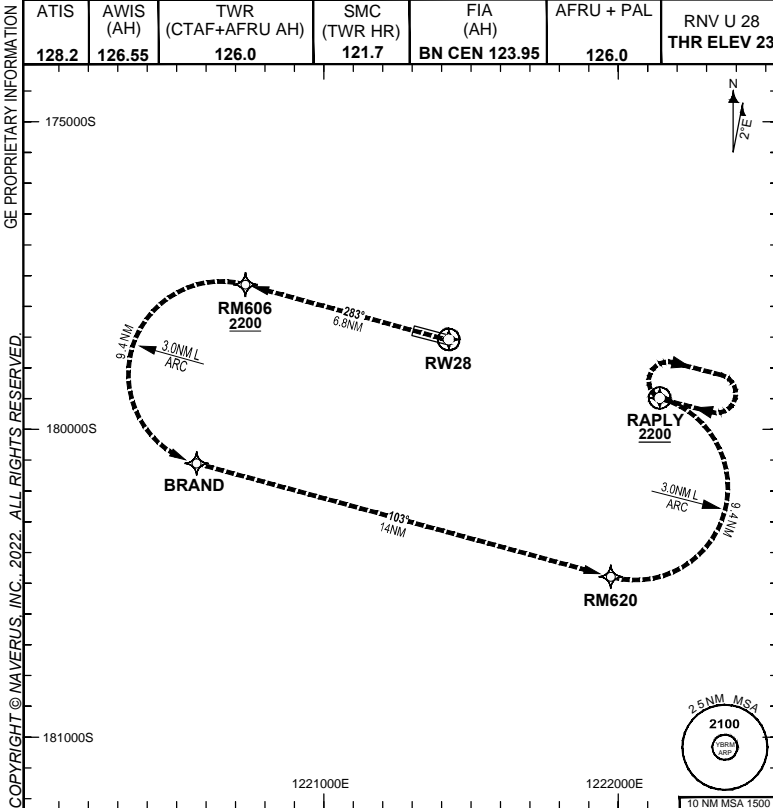 ATIS
128.2
AWIS
(AH)
126.55
TWR
(CTAF+AFRU AH)
126.0
SMC
(TWR HR)
121.7
FIA
(AH)
BN CEN 123.95
AFRU + PAL
126.0
RNV U 28
THR ELEV 23
GE PROPRIETARY INFORMATION
COPYRIGHT © NAVERUS, INC., 2022. ALL RIGHTS RESERVED.
175000S
N
2°E
RM606
2200
283°
6.8NM
RW28
9.4NM
3.0NM L
ARC
RAPLY
2200
180000S
BRAND
103°
14NM
3.0NM L
ARC
9.4NM
RM620
25NM MSA
2100
YBRM
ARP
10 NM MSA 1500
181000S
1221000E
1222000E